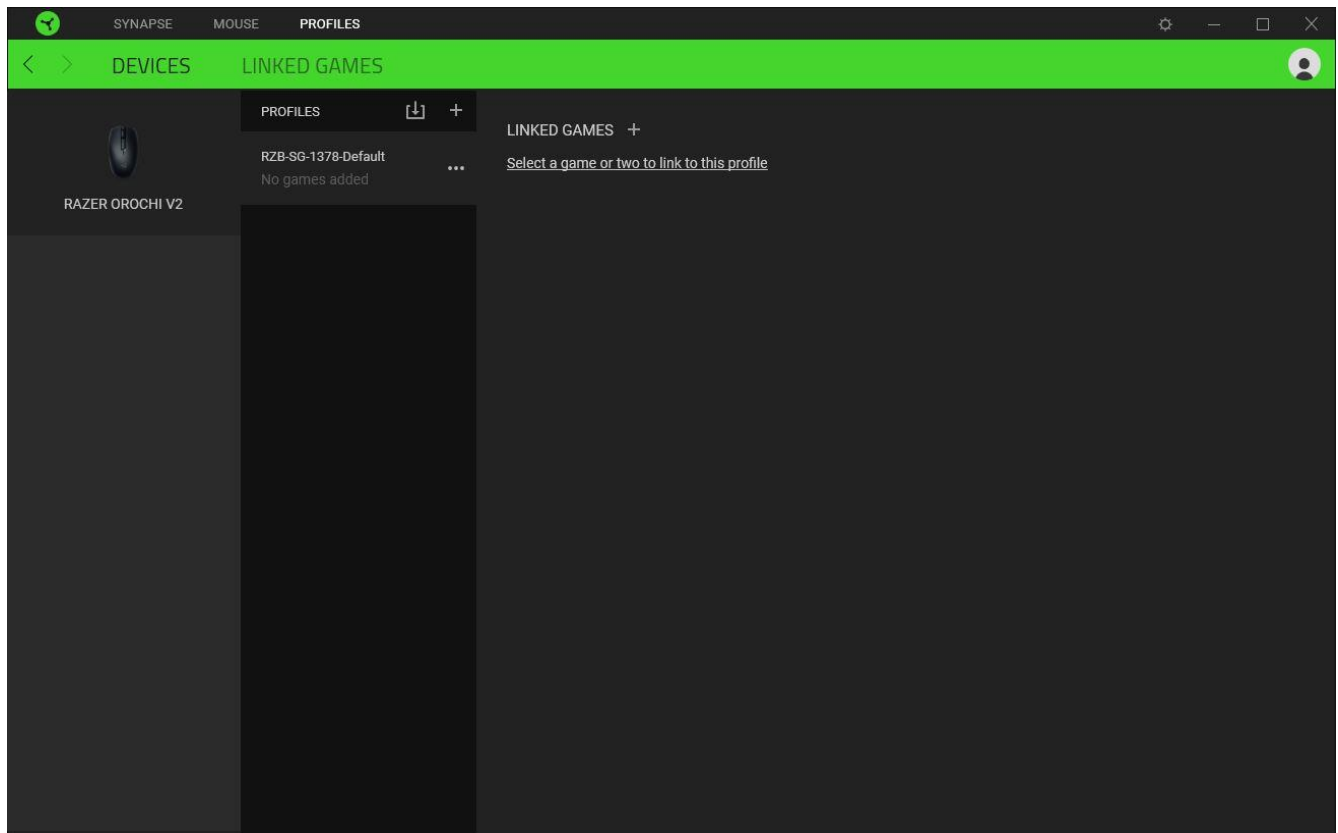 SYNAPSE MOUSE PROFILES
DEVICES LINKED GAMES
RAZER OROCHI V2
PROFILES
RZB-SG-1378-Default
No games added
LINKED GAMES
Select a game or two to link to this profile